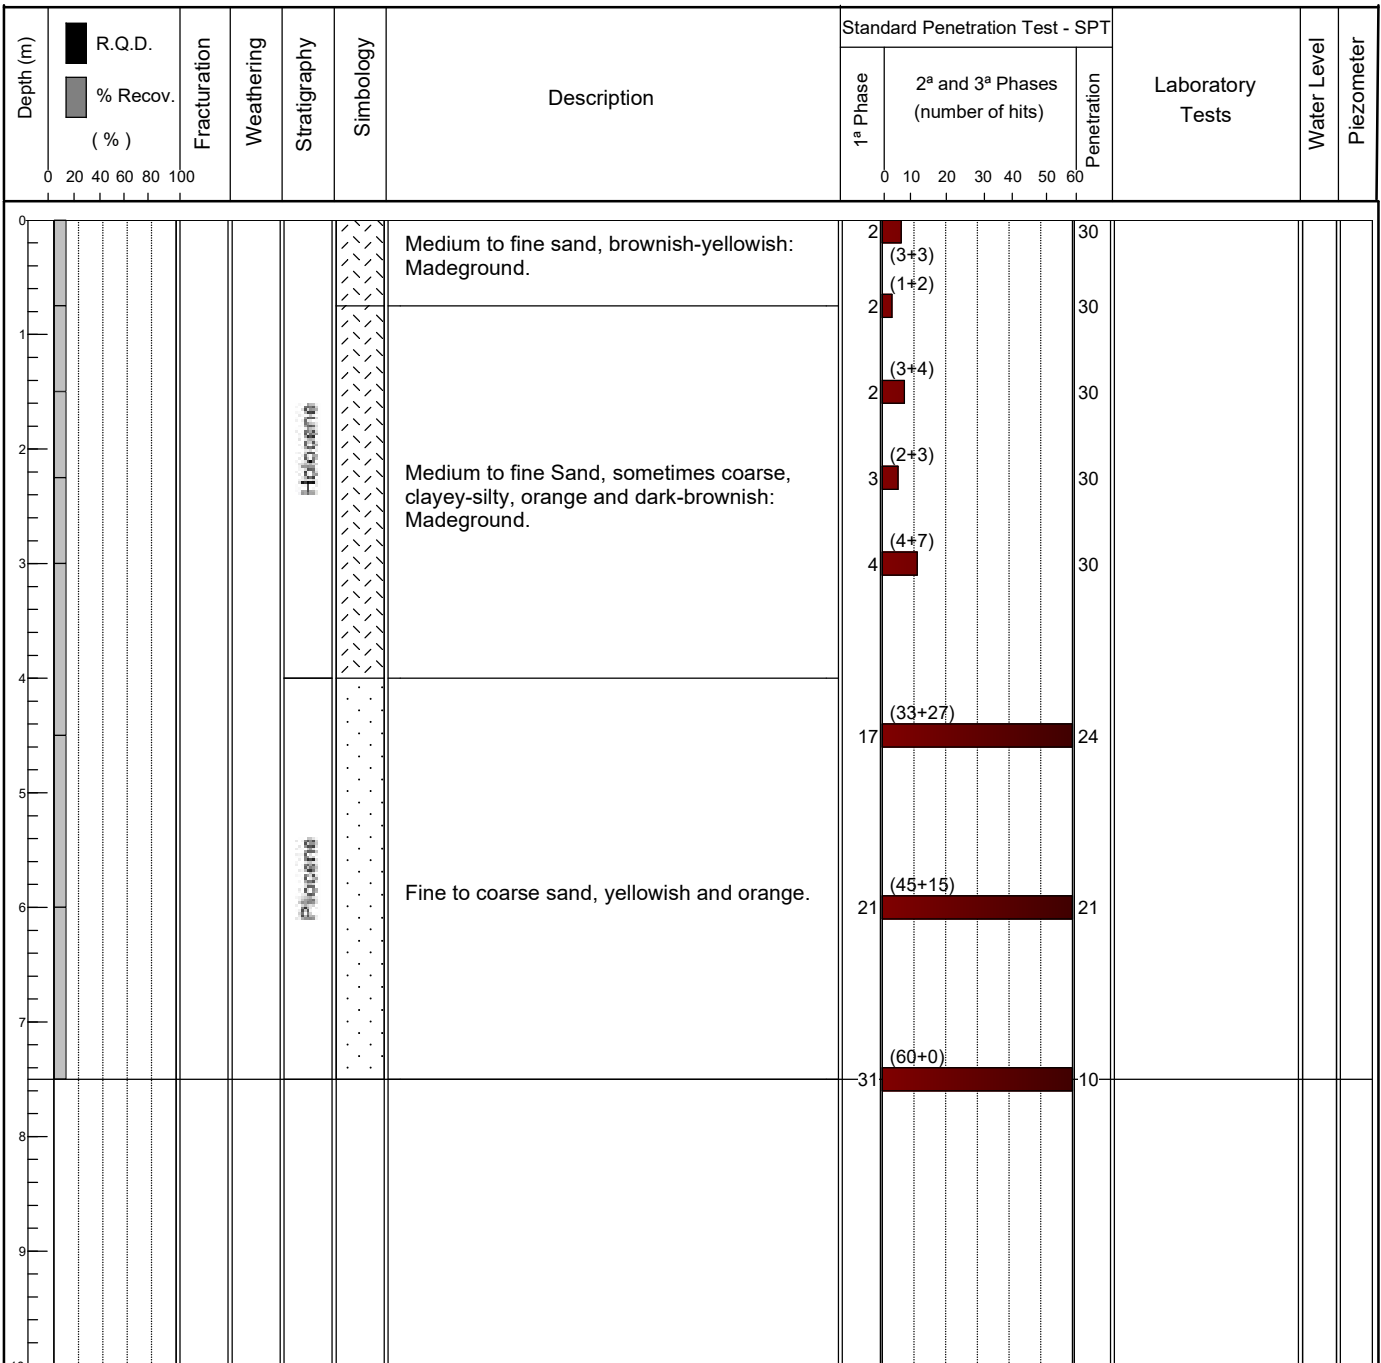 Depth (m)
R.Q.D.
% Recov.
( % )
0 20 40 60 80 100
Fracturation
Weathering
Stratigraphy
Simbology
Description
Standard Penetration Test - SPT
1ª Phase
2ª and 3ª Phases
(number of hits)
0 10 20 30 40 50 60
Penetration
Laboratory
Tests
Water Level
Piezometer
0
Medium to fine sand, brownish-yellowish:
Madeground.
2 (3+3) 30
(1+2)
2 30
1
(3+4)
2 30
Holocene
2
Medium to fine Sand, sometimes coarse,
clayey-silty, orange and dark-brownish:
Madeground.
(2+3)
3 30
(4+7)
3 4 30
4
(33+27)
17 24
5
Pliocene
Fine to coarse sand, yellowish and orange.
(45+15)
6 21 21
7
(60+0)
31 10
8
9